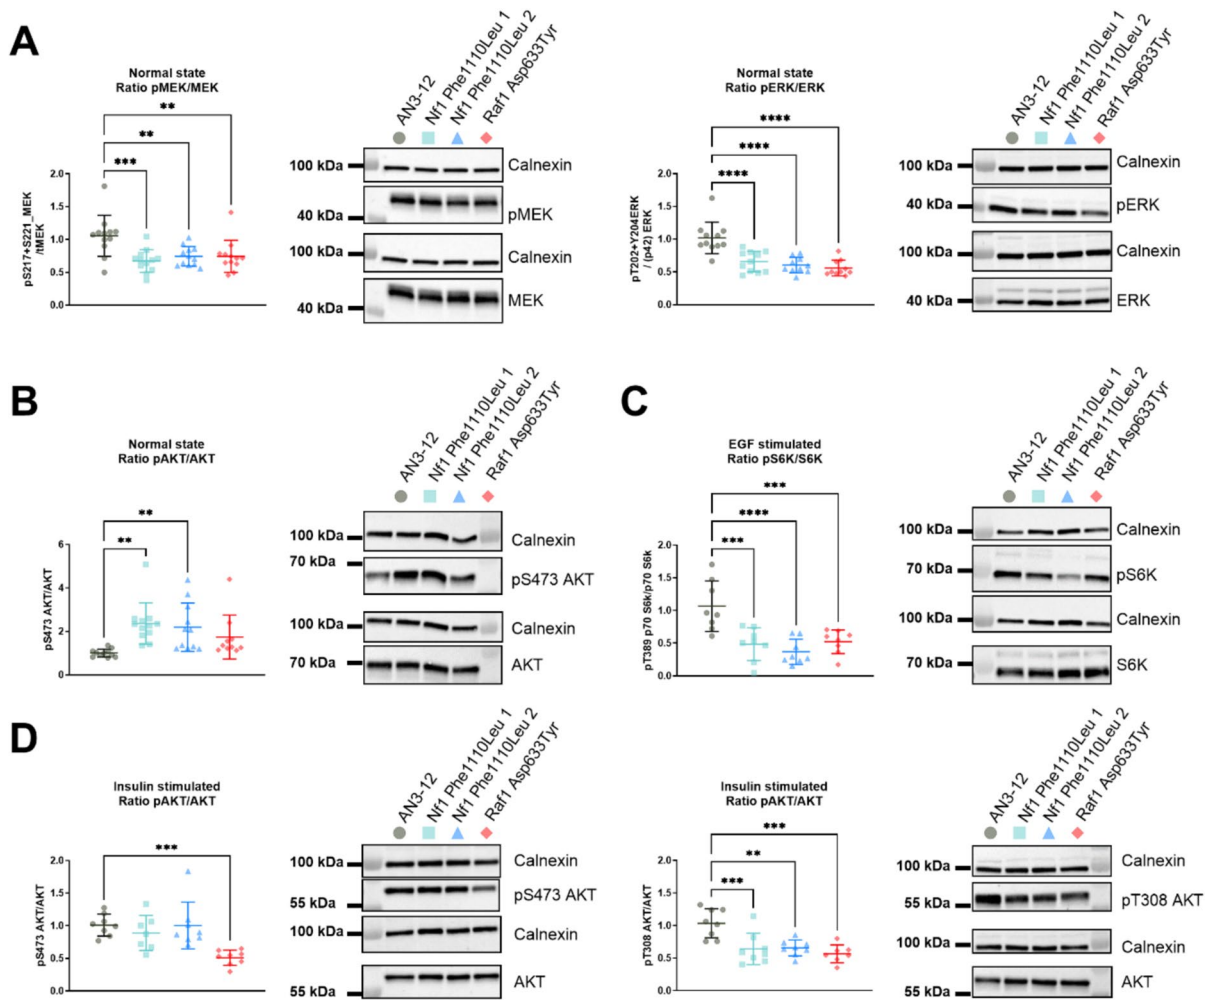 A
Normal state
Ratio pMEK/MEK
**
**
***
2.0
1.5
1.0
0.5
0.0
pS217+S221_MEK
/tMEK
AN3-12
Nf1 Phe1110Leu 1
Nf1 Phe1110Leu 2
Raf1 Asp633Tyr
100 kDa
Calnexin
40 kDa
pMEK
100 kDa
Calnexin
40 kDa
MEK
Normal state
Ratio pERK/ERK
****
****
****
2.0
1.5
1.0
0.5
0.0
pT202+Y204ERK
/ (p42) ERK
AN3-12
Nf1 Phe1110Leu 1
Nf1 Phe1110Leu 2
Raf1 Asp633Tyr
100 kDa
Calnexin
40 kDa
pERK
100 kDa
Calnexin
40 kDa
ERK
B
Normal state
Ratio pAKT/AKT
**
**
6
4
2
0
pS473 AKT/AKT
AN3-12
Nf1 Phe1110Leu 1
Nf1 Phe1110Leu 2
Raf1 Asp633Tyr
100 kDa
Calnexin
70 kDa
pS473 AKT
100 kDa
Calnexin
70 kDa
AKT
C
EGF stimulated
Ratio pS6K/S6K
***
****
***
2.0
1.5
1.0
0.5
0.0
pT389 p70 S6k/p70 S6k
AN3-12
Nf1 Phe1110Leu 1
Nf1 Phe1110Leu 2
Raf1 Asp633Tyr
100 kDa
Calnexin
70 kDa
pS6K
100 kDa
Calnexin
70 kDa
S6K
D
Insulin stimulated
Ratio pAKT/AKT
***
2.0
1.5
1.0
0.5
0.0
pS473 AKT/AKT
AN3-12
Nf1 Phe1110Leu 1
Nf1 Phe1110Leu 2
Raf1 Asp633Tyr
100 kDa
Calnexin
55 kDa
pS473 AKT
100 kDa
Calnexin
55 kDa
AKT
Insulin stimulated
Ratio pAKT/AKT
***
**
***
2.0
1.5
1.0
0.5
0.0
pT308 AKT/AKT
AN3-12
Nf1 Phe1110Leu 1
Nf1 Phe1110Leu 2
Raf1 Asp633Tyr
100 kDa
Calnexin
55 kDa
pT308 AKT
100 kDa
Calnexin
55 kDa
AKT